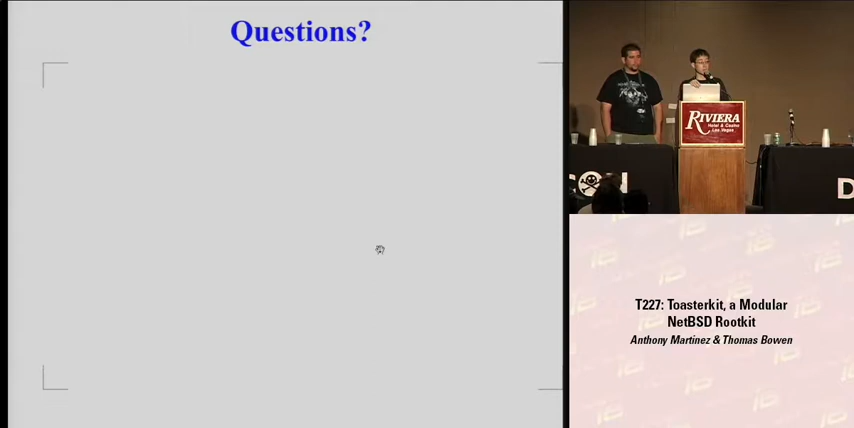 Questions?
RIVIERA
Hotel & Casino
Las Vegas
T227: Toasterkit, a Modular
NetBSD Rootkit
Anthony Martinez & Thomas Bowen